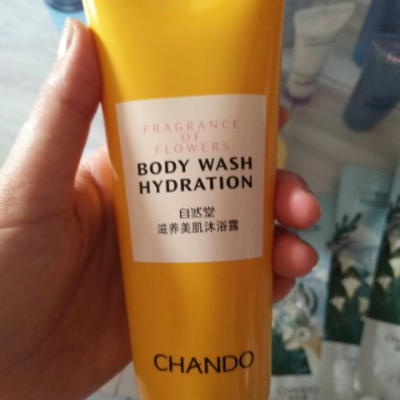 FRAGRANCE
OF
FLOWERS
BODY WASH
HYDRATION
自然堂
滋养美肌沐浴露
CHANDO